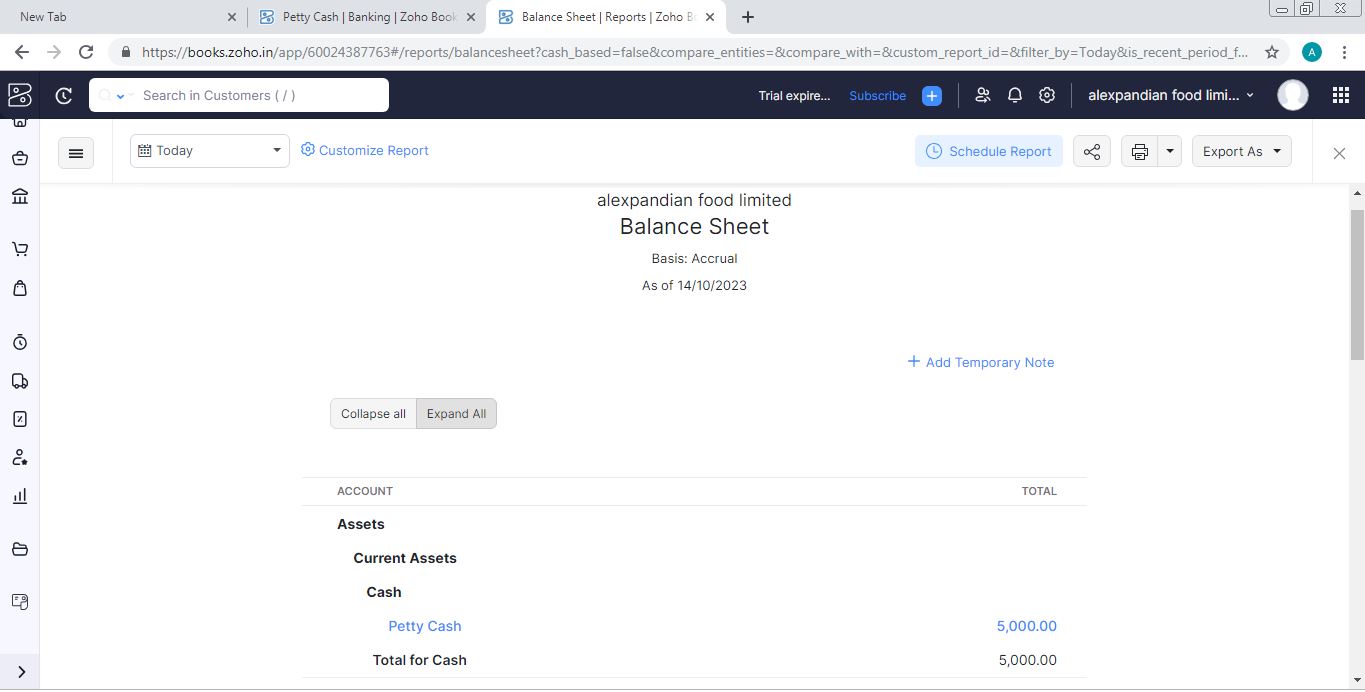 New Tab
Petty Cash | Banking | Zoho Book
Balance Sheet | Reports | Zoho B
https://books.zoho.in/app/60024387763#/reports/balancesheet?cash_based=false&compare_entities=&compare_with=&custom_report_id=&filter_by=Today&is_recent_period_f...
A
Search in Customers ( / )
Trial expire...
Subscribe
alexpandian food limi...
Today
Customize Report
Schedule Report
Export As
alexpandian food limited
Balance Sheet
Basis: Accrual
As of 14/10/2023
Add Temporary Note
Collapse all
Expand All
ACCOUNT TOTAL
Assets
Current Assets
Cash
Petty Cash 5,000.00
Total for Cash 5,000.00